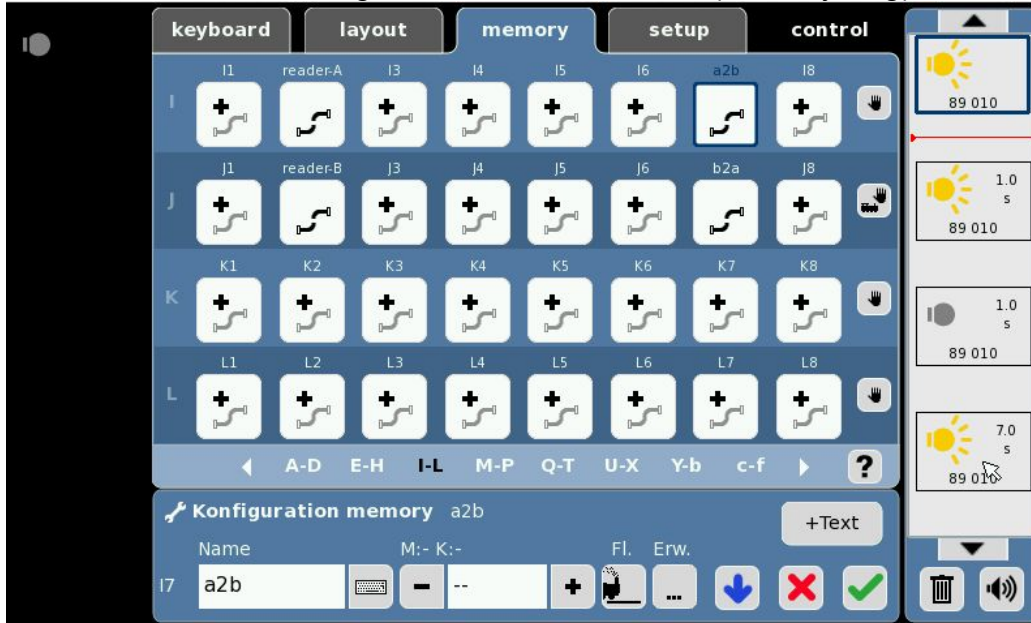 keyboard layout memory setup control
I1 reader-A I3 I4 I5 I6 a2b I8
I
J1 reader-B J3 J4 J5 J6 b2a J8
J
K1 K2 K3 K4 K5 K6 K7 K8
K
L1 L2 L3 L4 L5 L6 L7 L8
L
A-D E-H I-L M-P Q-T U-X Y-b c-f ?
Konfiguration memory a2b
+Text
Name M:- K:- Fl. Erw.
I7 a2b -- ...
89 010
1.0
s
89 010
1.0
s
89 010
7.0
s
89 010